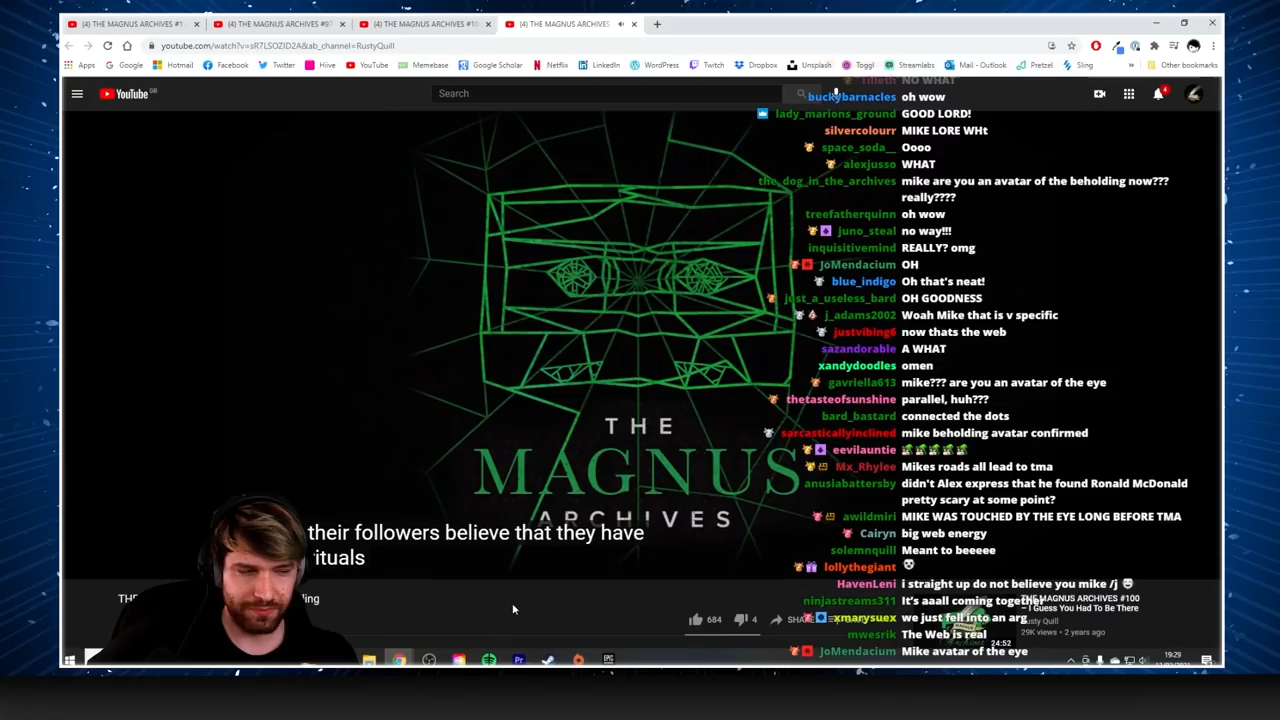 (4) THE MAGNUS ARCHIVES #1 -
(4) THE MAGNUS ARCHIVES #97
(4) THE MAGNUS ARCHIVES #10
(4) THE MAGNUS ARCHIVES
youtube.com/watch?v=sR7LSOZID2A&ab_channel=RustyQuill
Apps
Google
Hotmail
Facebook
Twitter
Hive
YouTube
Memebase
Google Scholar
Netflix
LinkedIn
WordPress
Twitch
Dropbox
Unsplash
Toggl
Streamlabs
Mail - Outlook
Pretzel
Sling
Other bookmarks
YouTube GB
Search
4
NO WHAT
buckybarnacles oh wow
lady_marions_ground GOOD LORD!
silvercolourr MIKE LORE WHt
space_soda__ Oooo
alexjusso WHAT
the_dog_in_the_archives mike are you an avatar of the beholding now???
really????
treefatherquinn oh wow
juno_steal no way!!!
inquisitivemind REALLY? omg
JoMendacium OH
blue_indigo Oh that's neat!
just_a_useless_bard OH GOODNESS
j_adams2002 Woah Mike that is v specific
justvibing6 now thats the web
sazandorable A WHAT
xandydoodles omen
gavriella613 mike??? are you an avatar of the eye
thetasteofsunshine parallel, huh???
bard_bastard connected the dots
sarcasticallyinclined mike beholding avatar confirmed
eevilauntie
Mx_Rhylee Mikes roads all lead to tma
anusiabattersby didn't Alex express that he found Ronald McDonald
pretty scary at some point?
awildmiri MIKE WAS TOUCHED BY THE EYE LONG BEFORE TMA
Cairyn big web energy
solemnquill Meant to beeeee
lollythegiant
HavenLeni i straight up do not believe you mike /j
ninjastreams311 It's aaall coming together
xmarysuex we just fell into an arg
mwesrik The Web is real
JoMendacium Mike avatar of the eye
THE
MAGNUS
ARCHIVES
their followers believe that they have
rituals
THE
ling
684
4
SHA
THE MAGNUS ARCHIVES #100
– I Guess You Had To Be There
Rusty Quill
29K views • 2 years ago
24:52
19:29